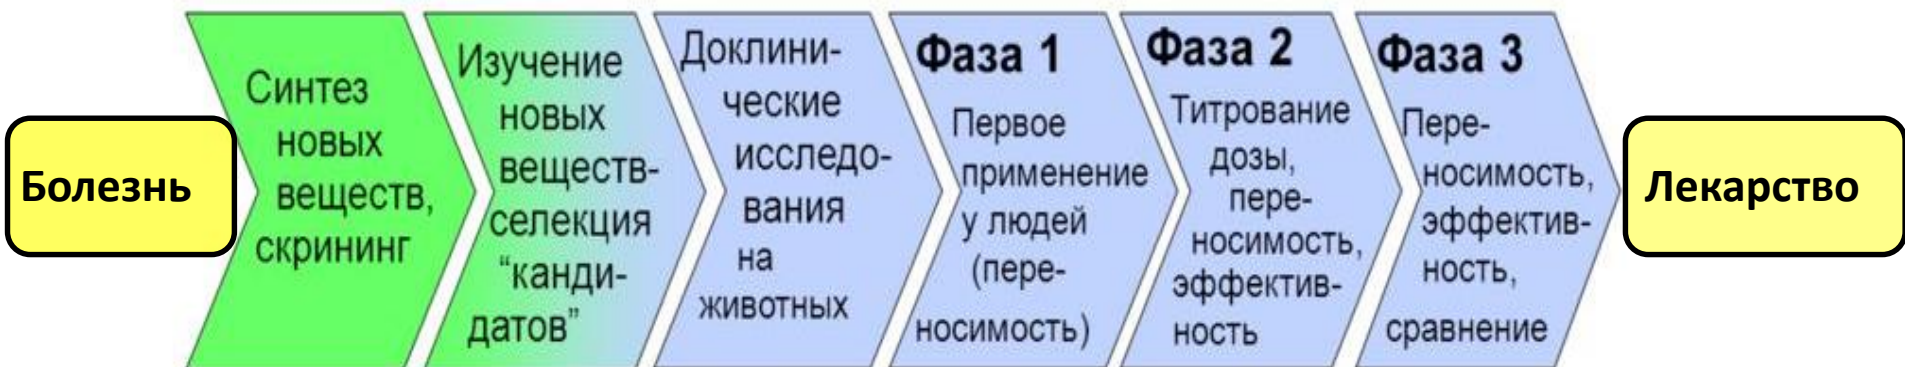 Болезнь
Синтез
новых
веществ,
скрининг
Изучение
новых
веществ-
селекция
“канди-
датов”
Доклини-
ческие
исследо-
вания
на
животных
Фаза 1
Первое
применение
у людей
(пере-
носимость)
Фаза 2
Титрование
дозы,
пере-
носимость,
эффектив-
ность
Фаза 3
Пере-
носимость,
эффектив-
ность,
сравнение
Лекарство